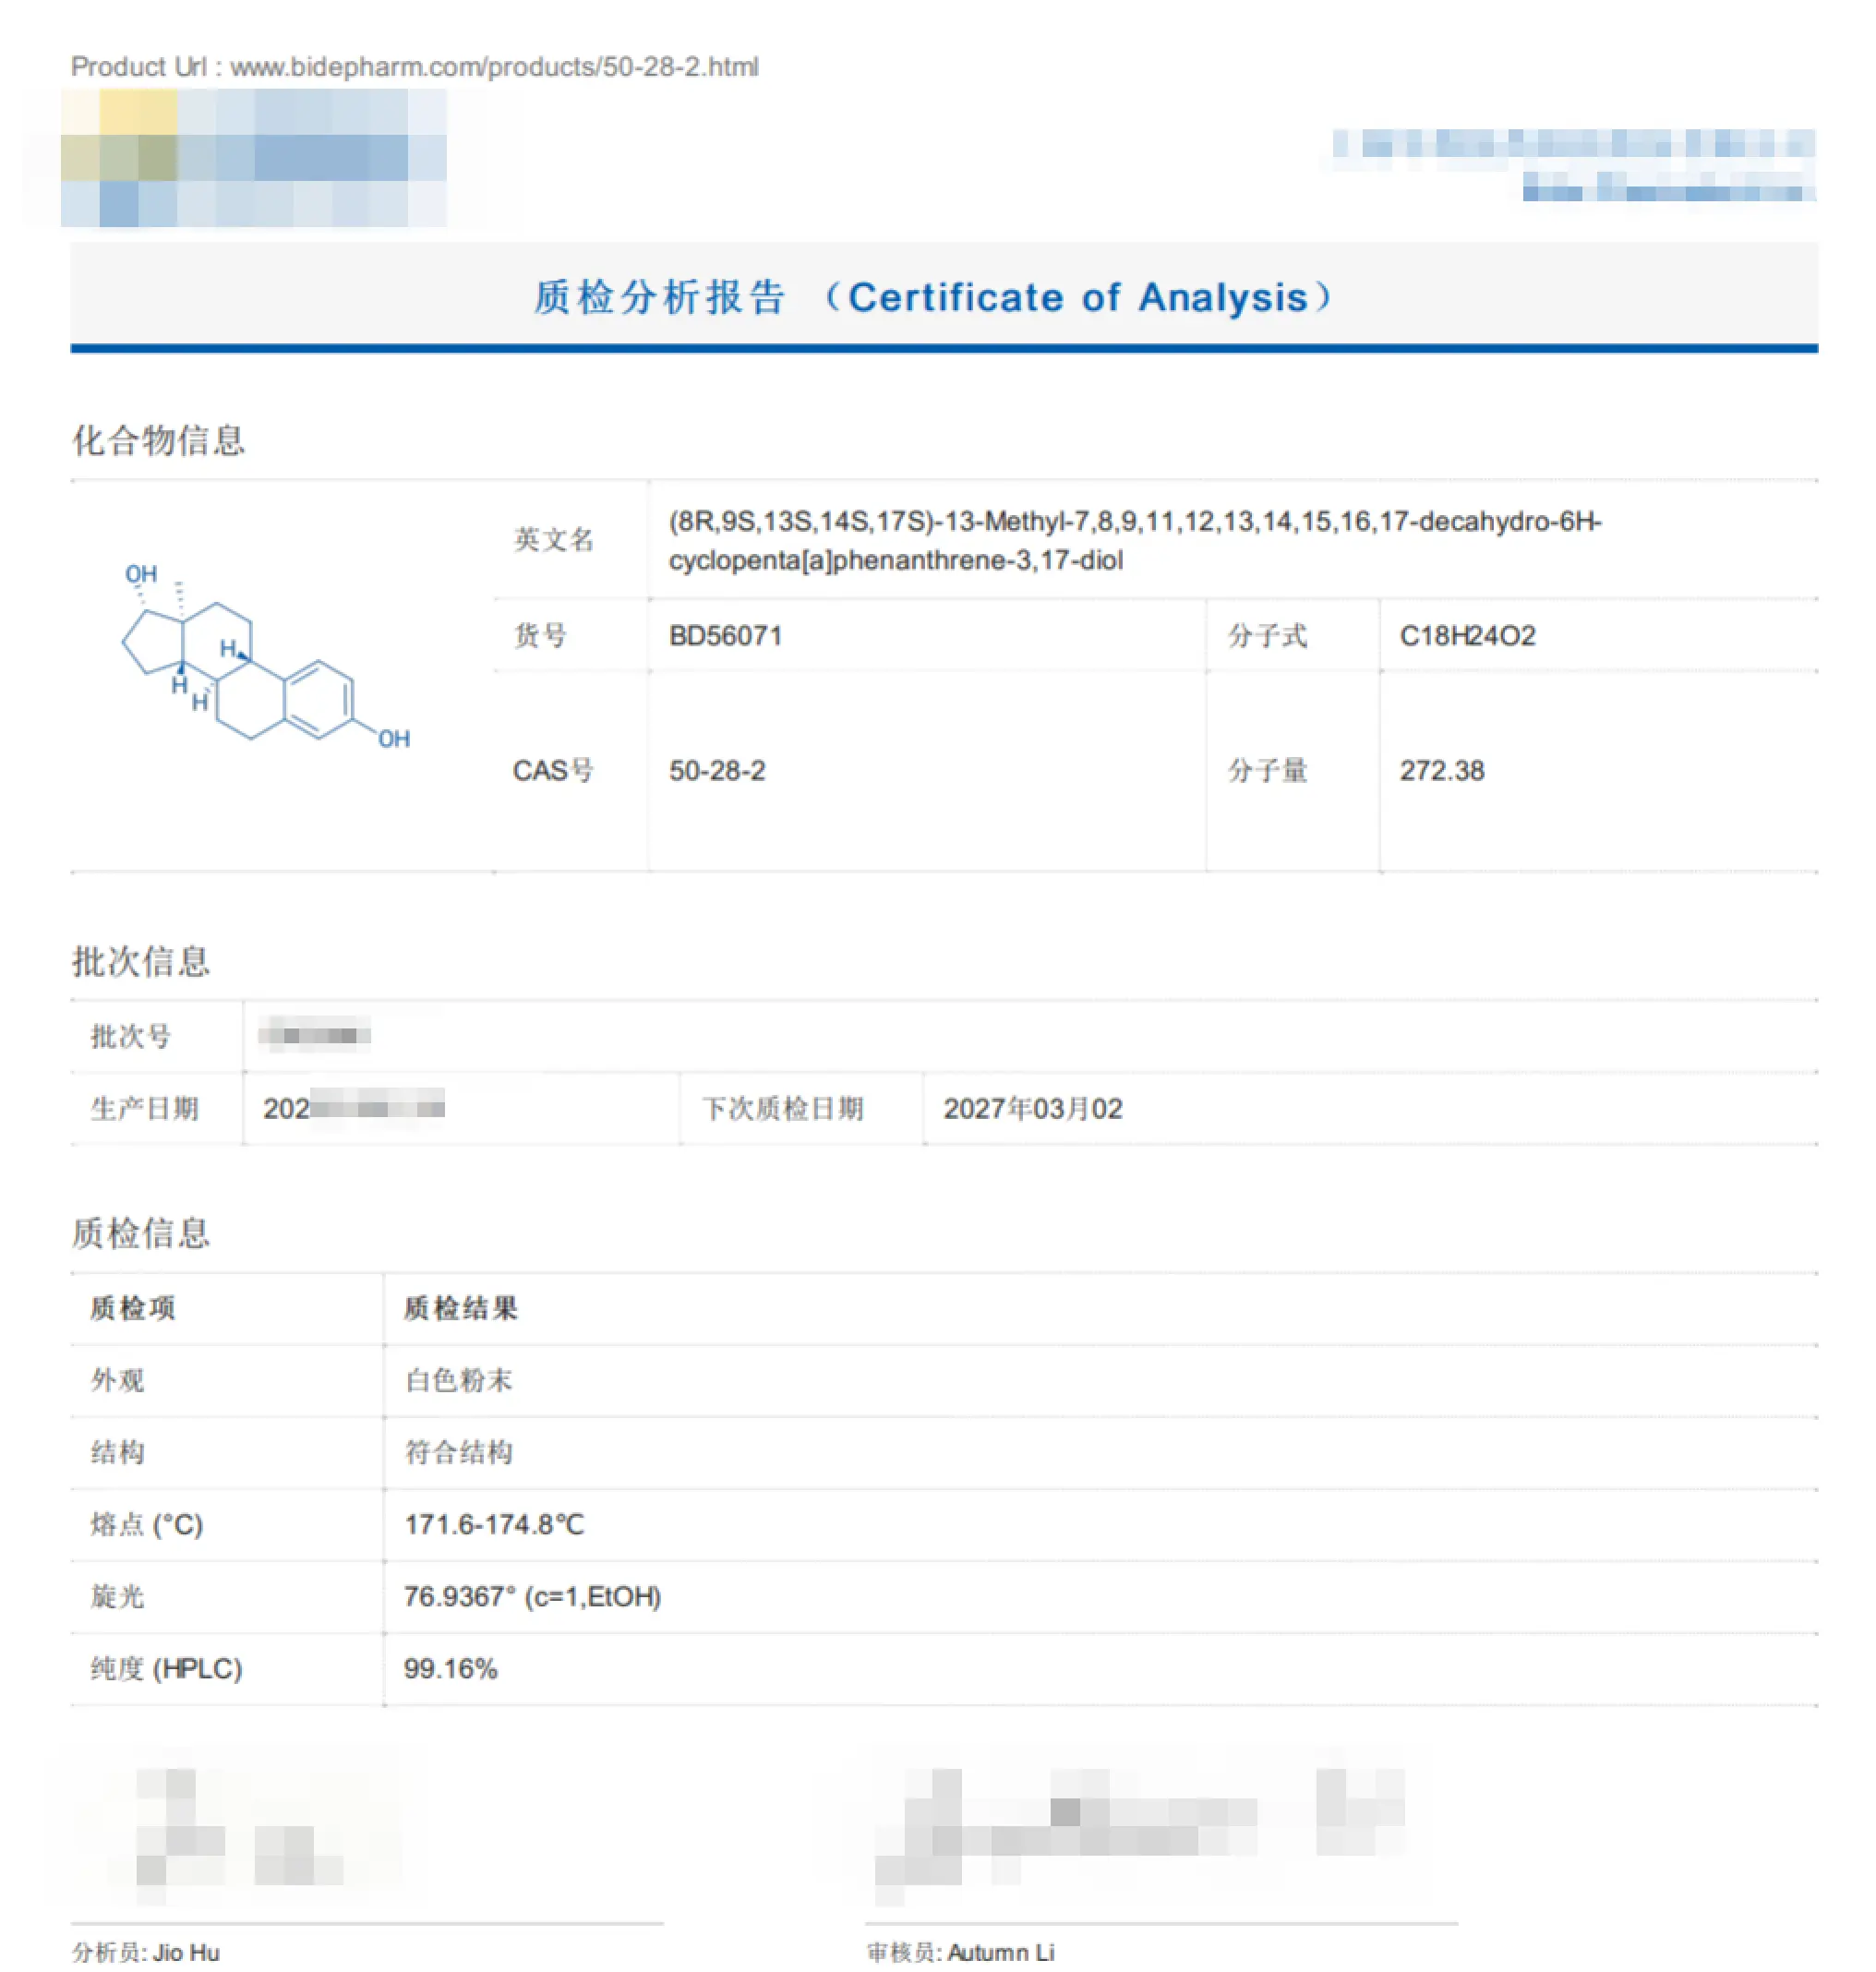 Product Url : www.bidepharm.com/products/50-28-2.html
质检分析报告 （Certificate of Analysis）
化合物信息
OH
H
H
H
OH
英文名
(8R,9S,13S,14S,17S)-13-Methyl-7,8,9,11,12,13,14,15,16,17-decahydro-6H-
cyclopenta[a]phenanthrene-3,17-diol
货号 BD56071 分子式 C18H24O2
CAS号 50-28-2 分子量 272.38
批次信息
批次号
生产日期 202 下次质检日期 2027年03月02
质检信息
质检项 质检结果
外观 白色粉末
结构 符合结构
熔点 (°C) 171.6-174.8℃
旋光 76.9367° (c=1,EtOH)
纯度 (HPLC) 99.16%
分析员: Jio Hu 审核员: Autumn Li